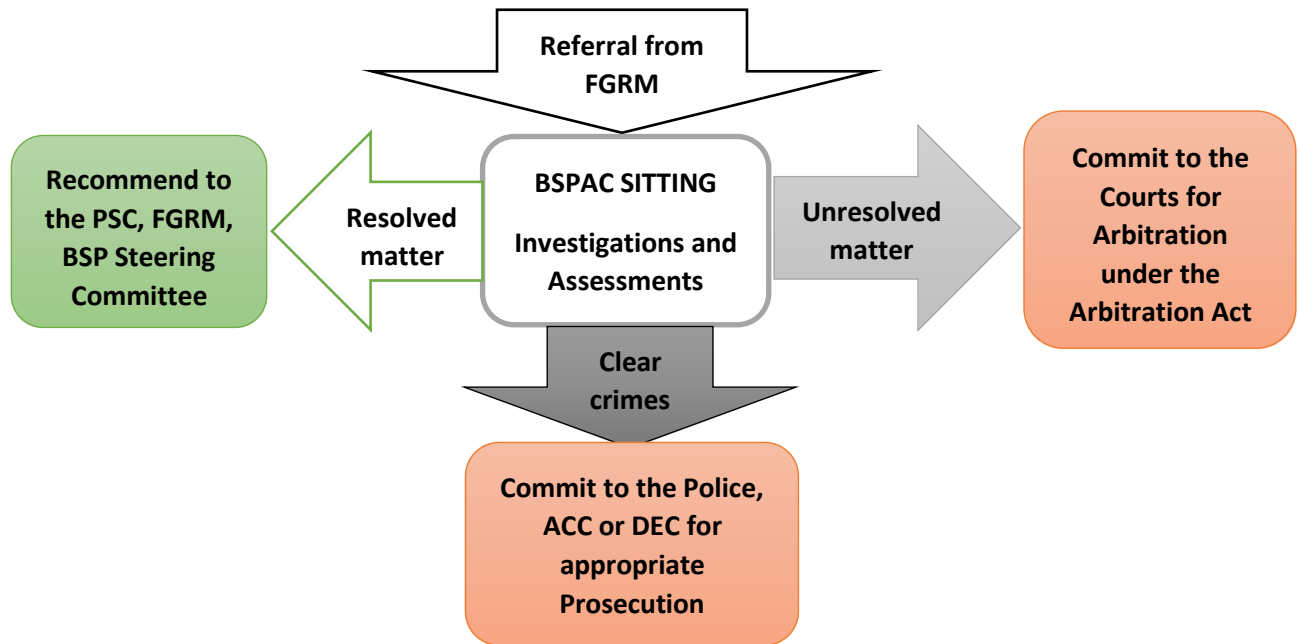 Referral from
FGRM
Recommend to
the PSC, FGRM,
BSP Steering
Committee
Resolved
matter
BSPAC SITTING
Investigations and
Assessments
Unresolved
matter
Commit to the
Courts for
Arbitration
under the
Arbitration Act
Clear
crimes
Commit to the Police,
ACC or DEC for
appropriate
Prosecution